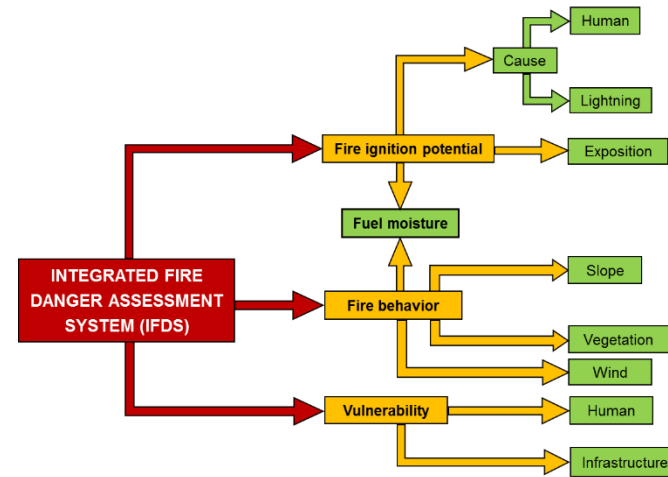 Human
Cause
Lightning
Fire ignition potential
Exposition
Fuel moisture
INTEGRATED FIRE
DANGER ASSESSMENT
SYSTEM (IFDS)
Slope
Fire behavior
Vegetation
Wind
Vulnerability
Human
Infrastructure